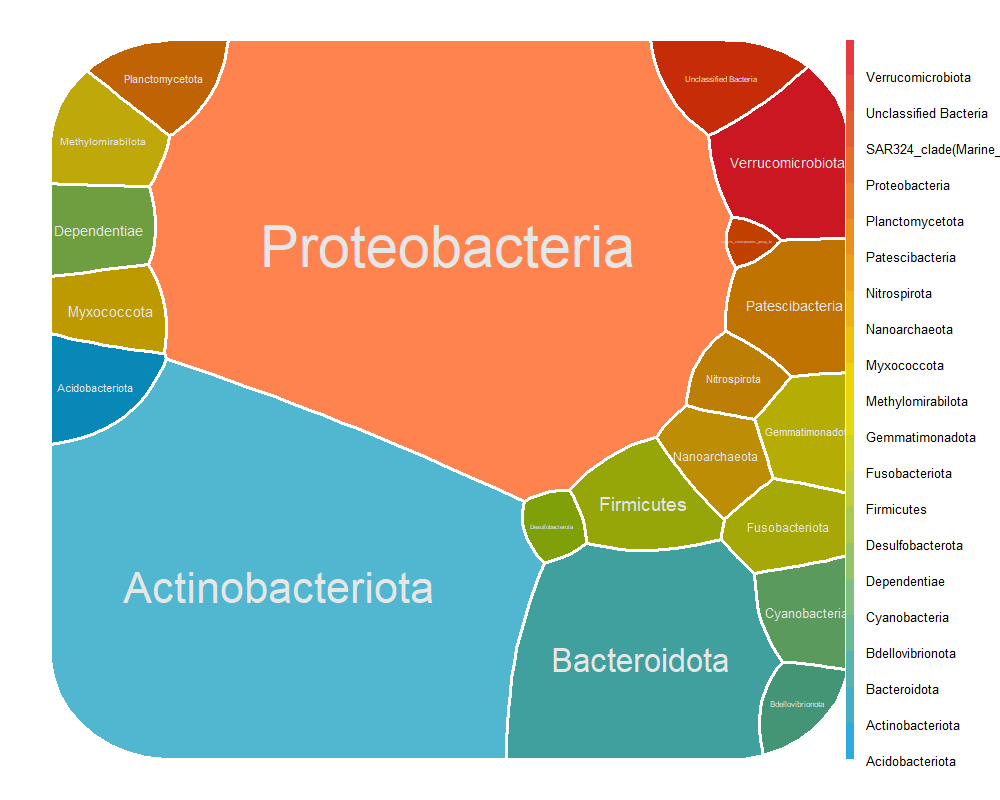 Planctomycetota
Unclassified Bacteria
Methylomirabilota
Verrucomicrobiota
Dependentiae
Proteobacteria
Myxococcota
Patescibacteria
Acidobacteriota
Nitrospirota
Gemmatimonadot
Nanoarchaeota
Firmicutes
Desulfobacterota
Fusobacteriota
Actinobacteriota
Cyanobacteria
Bacteroidota
Bdellovibrionota
Verrucomicrobiota
Unclassified Bacteria
SAR324_clade(Marine_
Proteobacteria
Planctomycetota
Patescibacteria
Nitrospirota
Nanoarchaeota
Myxococcota
Methylomirabilota
Gemmatimonadota
Fusobacteriota
Firmicutes
Desulfobacterota
Dependentiae
Cyanobacteria
Bdellovibrionota
Bacteroidota
Actinobacteriota
Acidobacteriota